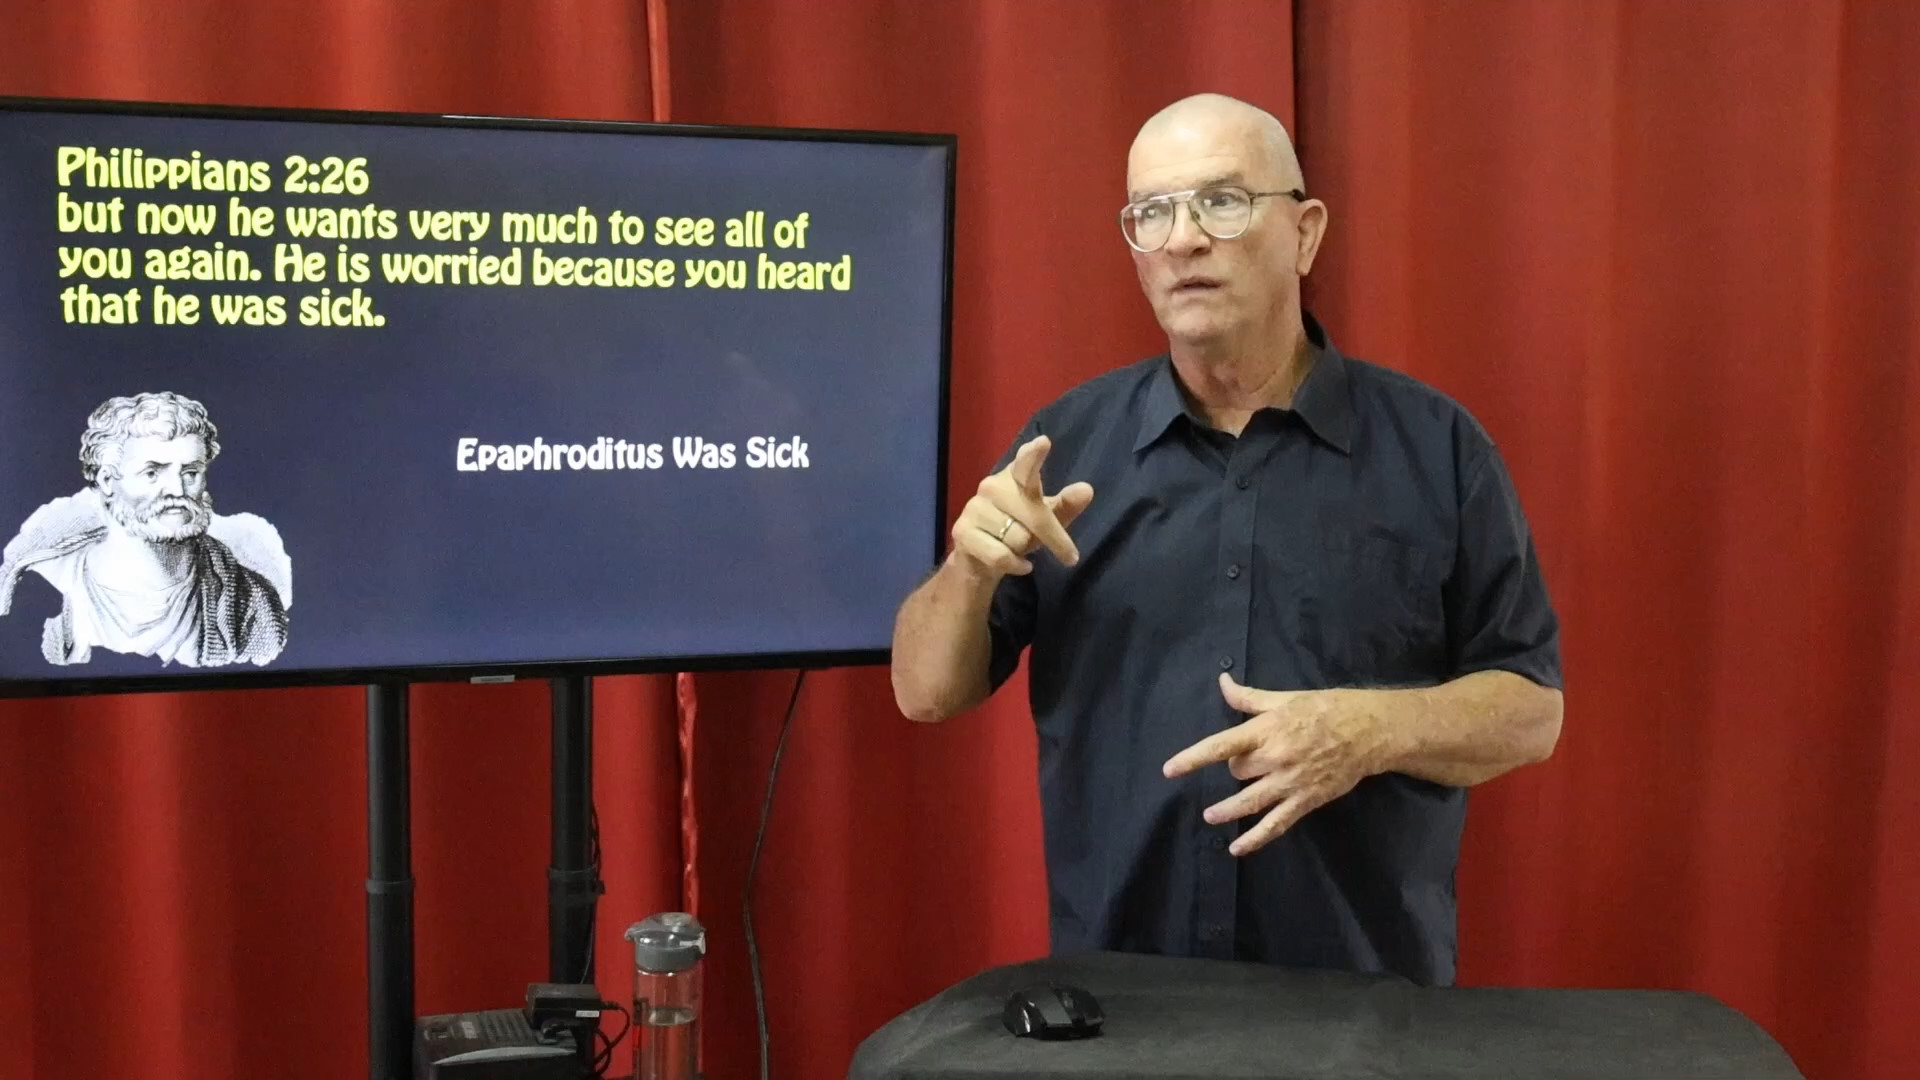 Philippians 2:26
but now he wants very much to see all of
you again. He is worried because you heard
that he was sick.
Epaphroditus Was Sick